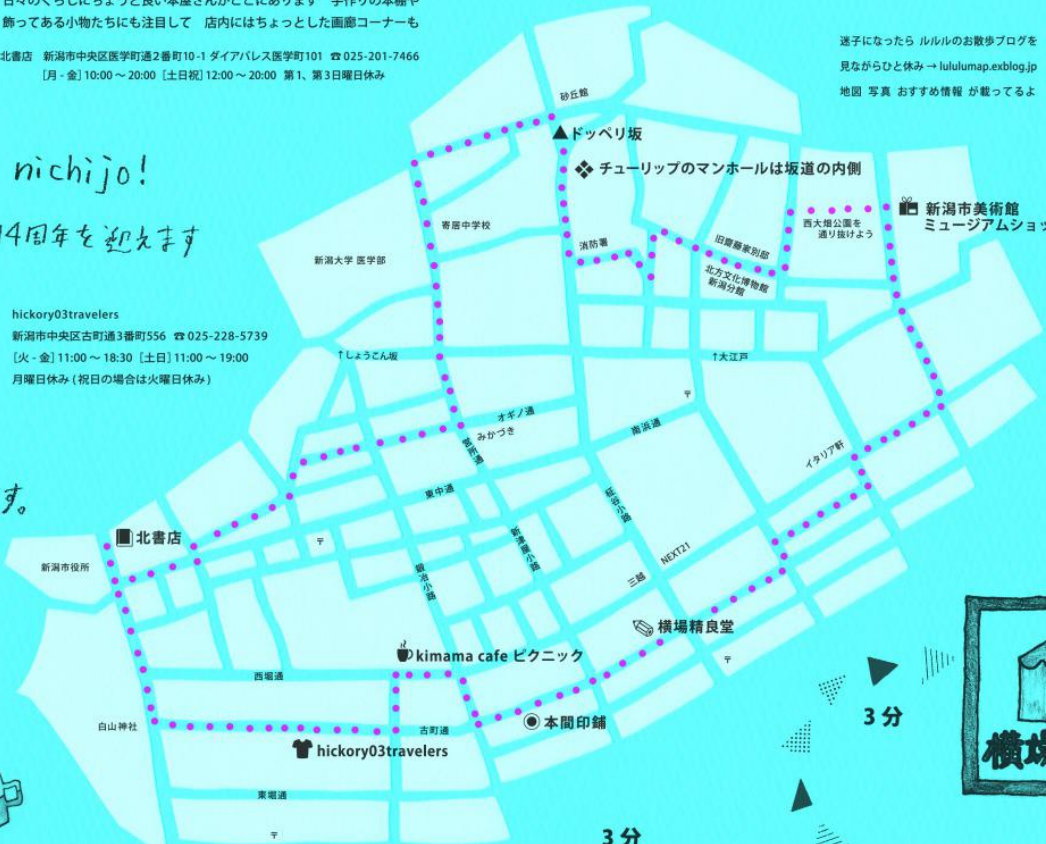 日々のくらしにちょっと良い本屋さんがここにあります 手作りの本棚や
飾ってある小物たちにも注目して 店内にはちょっとした画廊コーナーも
北書店 新潟市中央区医学町通2番町10-1 ダイアパレス医学町101 ☎025-201-7466
[月-金]10:00～20:00 [土日祝]12:00～20:00 第1、第3日曜日休み
迷子になったら ルルルのお散歩ブログを
見ながらひと休み→lululumap.exblog.jp
地図 写真 おすすめ情報 が載ってるよ
nichijo!
14周年を迎えます
hickory03travelers
新潟市中央区古町通3番町556 ☎025-228-5739
[火-金]11:00～18:30 [土日]11:00～19:00
月曜日休み(祝日の場合は火曜日休み)
す。
砂丘館
▲ドッペリ坂
チューリップのマンホールは坂道の内側
新潟市美術館
ミュージアムショッ
西大畑公園を
通り抜けよう
寄居中学校
消防署
旧齋藤家別邸
北方文化博物館
新潟分館
新潟大学 医学部
↑しょうこん坂
↑大江戸
〒
オギノ通
みかづき
営所通
南浜通
イタリア軒
東中通
柾谷小路
新津屋小路
NEXT21
三越
鍛冶小路
〒
北書店
新潟市役所
横場精良堂
〒
kimama cafe ピクニック
西堀通
白山神社
古町通
本間印舗
hickory03travelers
東堀通
〒
3分
3分
横場